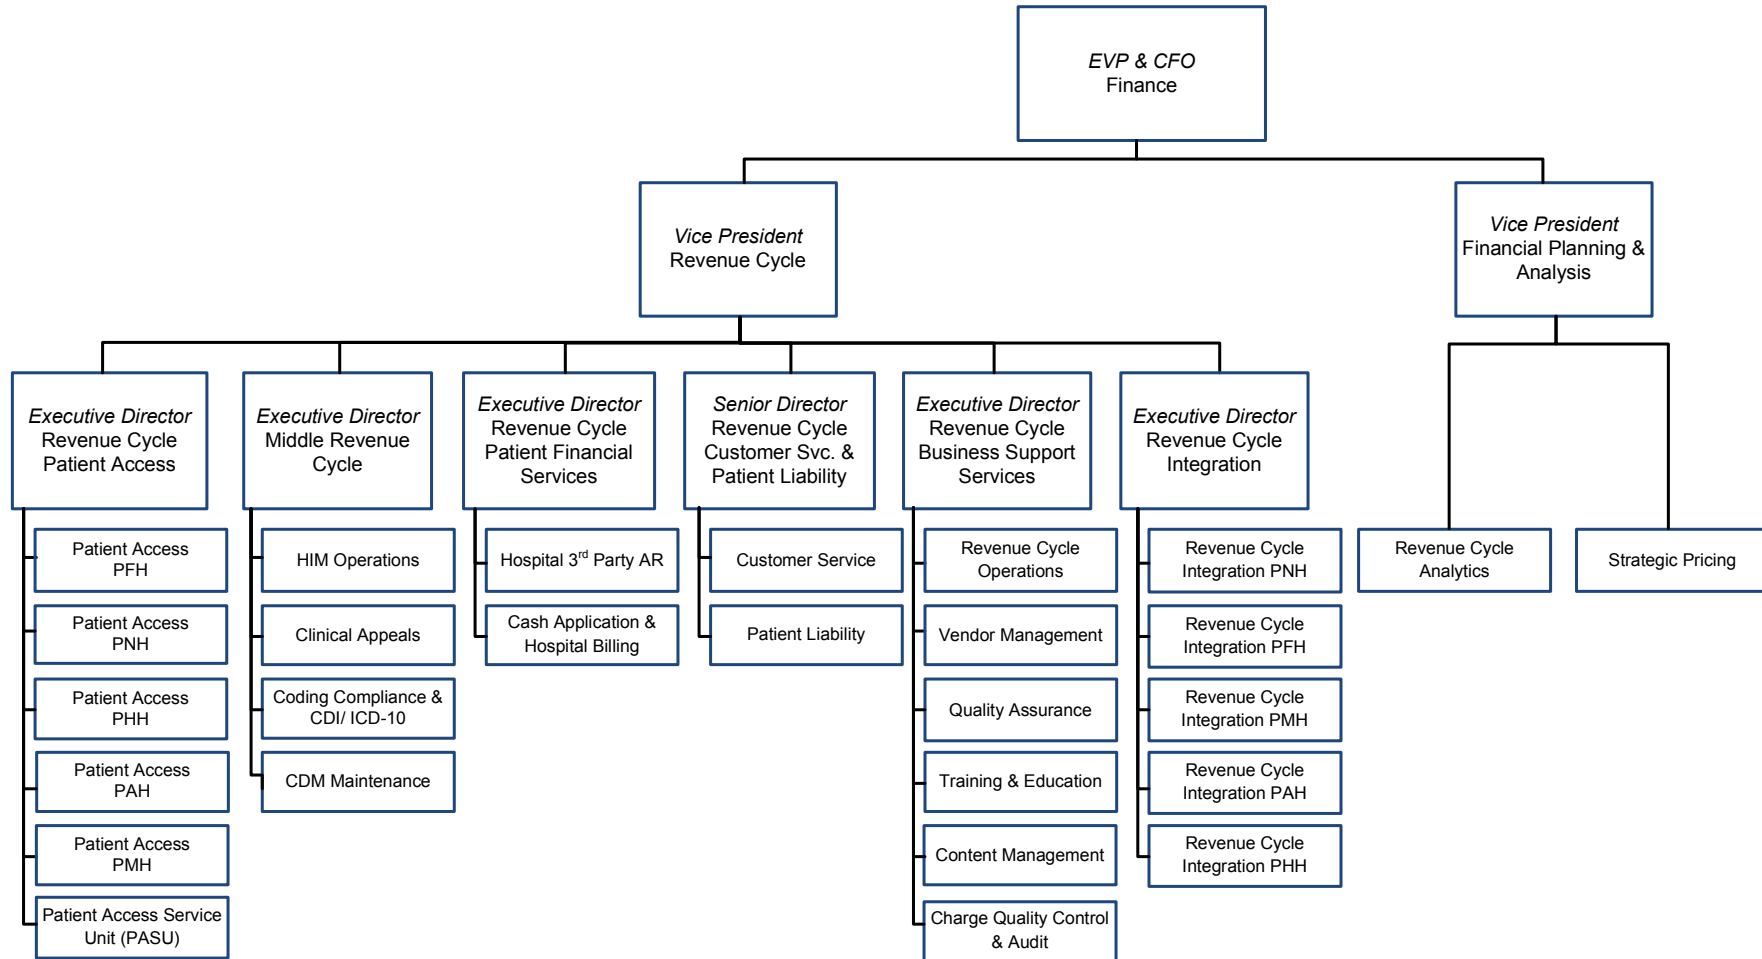 EVP & CFO
Finance
Vice President
Revenue Cycle
Vice President
Financial Planning &
Analysis
Executive Director
Revenue Cycle
Patient Access
Executive Director
Middle Revenue
Cycle
Executive Director
Revenue Cycle
Patient Financial
Services
Senior Director
Revenue Cycle
Customer Svc. &
Patient Liability
Executive Director
Revenue Cycle
Business Support
Services
Executive Director
Revenue Cycle
Integration
Patient Access
PFH
Patient Access
PNH
Patient Access
PHH
Patient Access
PAH
Patient Access
PMH
Patient Access Service
Unit (PASU)
HIM Operations
Clinical Appeals
Coding Compliance &
CDI/ ICD-10
CDM Maintenance
Hospital 3rd Party AR
Cash Application &
Hospital Billing
Customer Service
Patient Liability
Revenue Cycle
Operations
Vendor Management
Quality Assurance
Training & Education
Content Management
Charge Quality Control
& Audit
Revenue Cycle
Integration PNH
Revenue Cycle
Integration PFH
Revenue Cycle
Integration PMH
Revenue Cycle
Integration PAH
Revenue Cycle
Integration PHH
Revenue Cycle
Analytics
Strategic Pricing